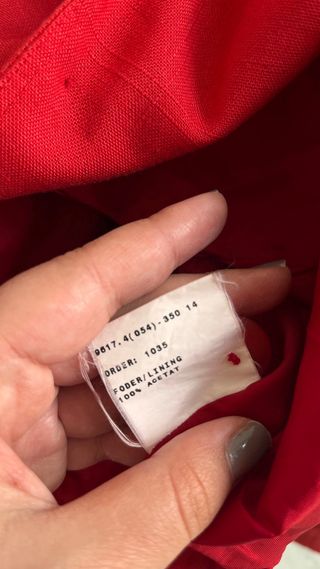 9617.4(054)-350 14
ORDER: 1035
FODER/LINING
100% ACETAT